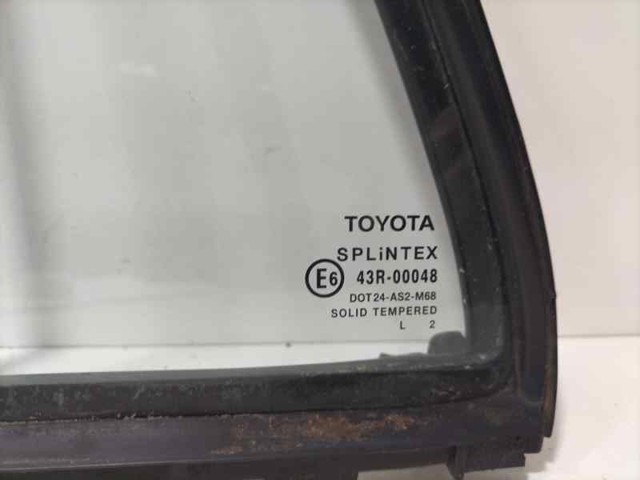 TOYOTA
SPLiNTEX
E6 43R-00048
DOT24-AS2-M68
SOLID TEMPERED
L 2